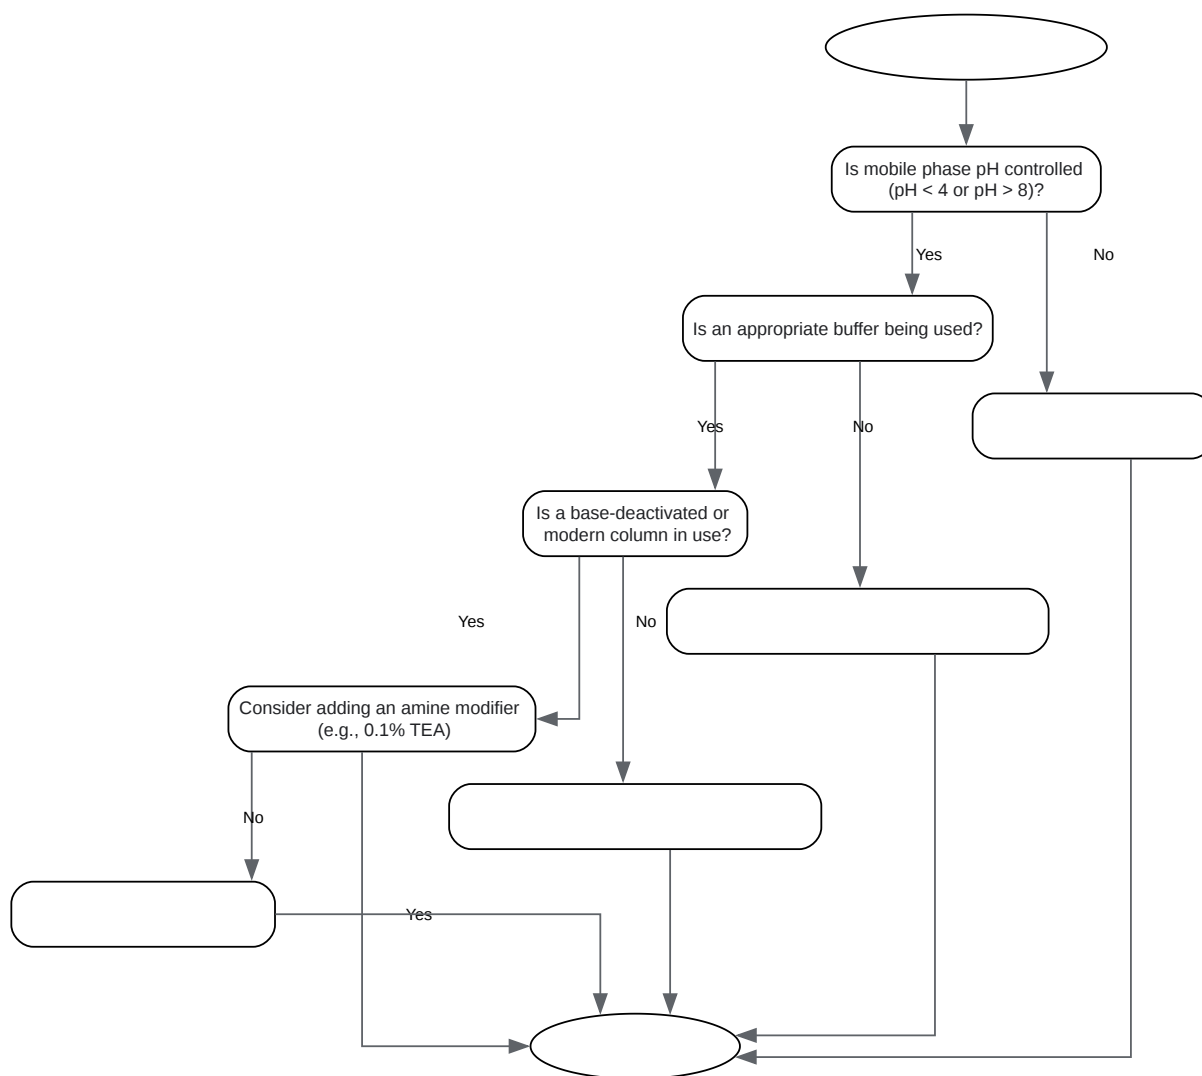 Is mobile phase pH controlled
(pH < 4 or pH > 8)?
Yes
No
Is an appropriate buffer being used?
Yes
No
Is a base-deactivated or
modern column in use?
Yes
No
Consider adding an amine modifier
(e.g., 0.1% TEA)
No
Yes